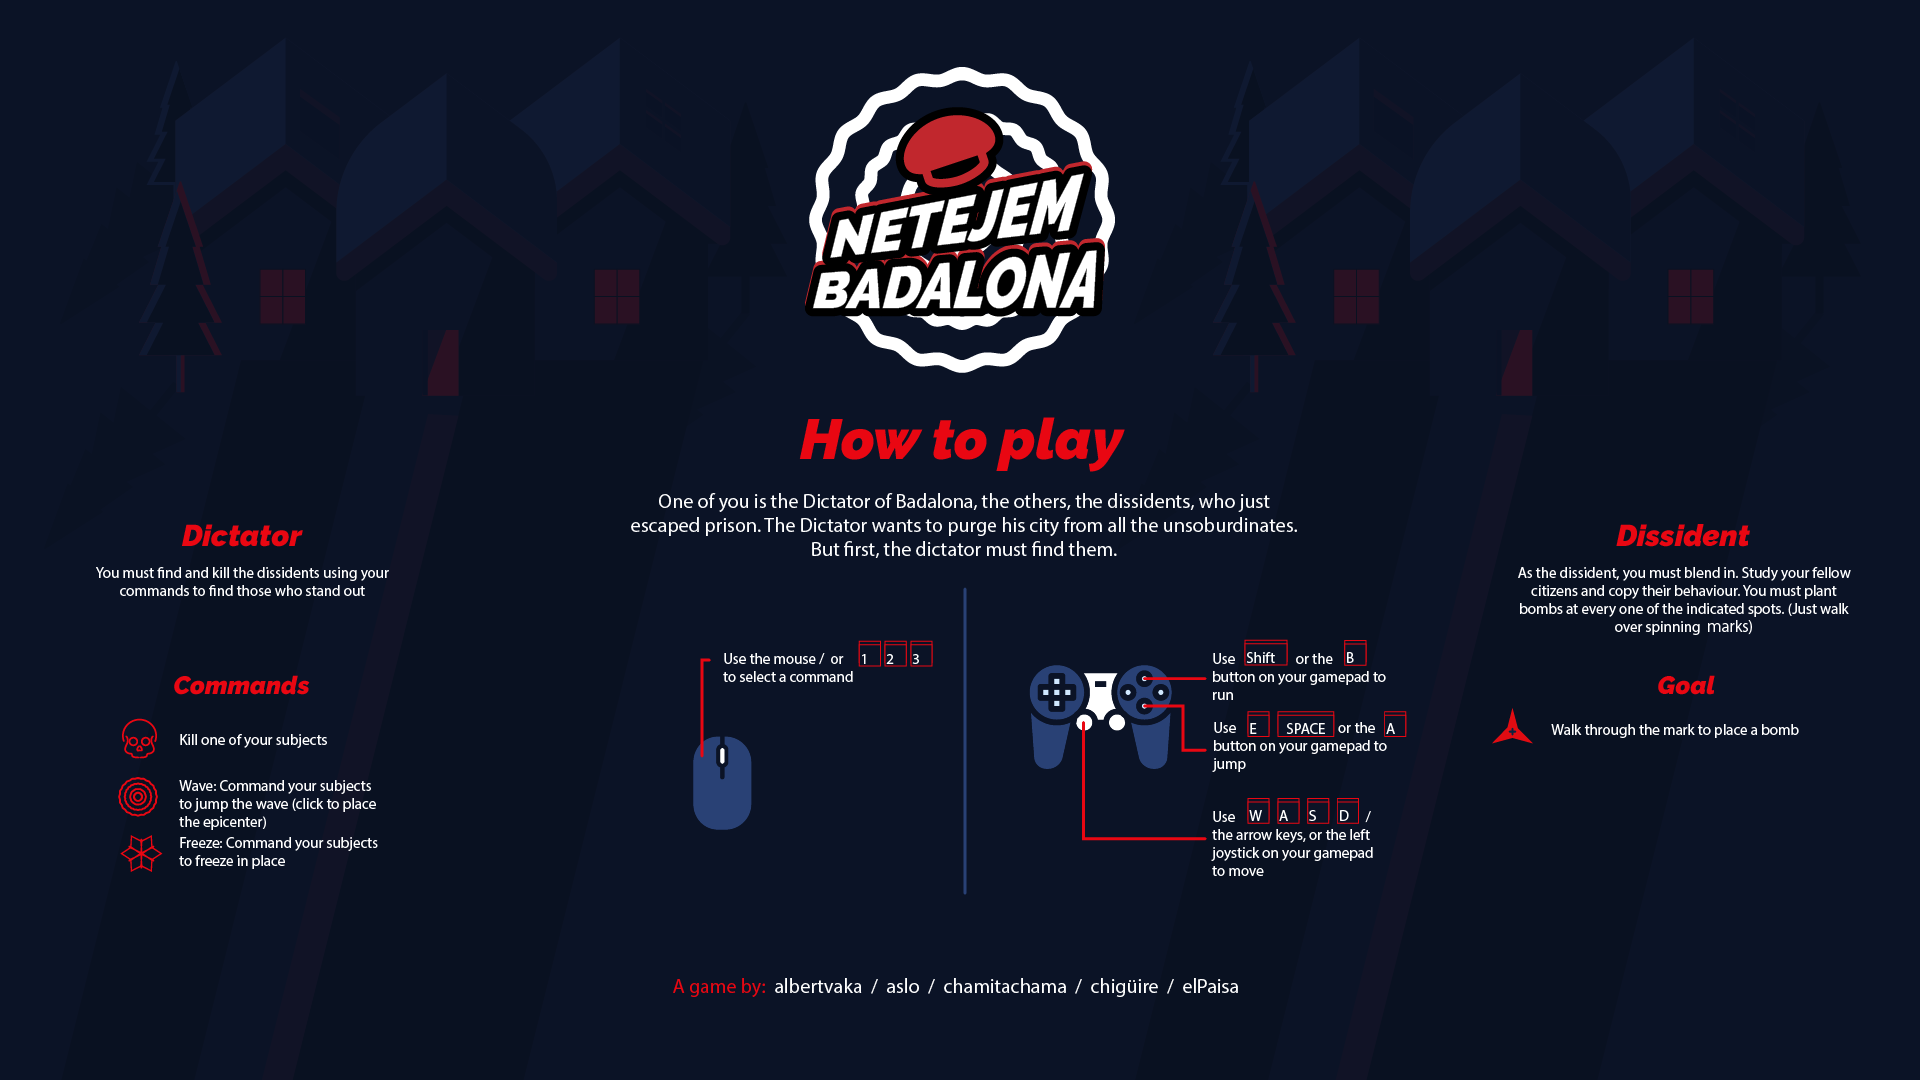 NETEJEM
BADALONA
How to play
One of you is the Dictator of Badalona, the others, the dissidents, who just
escaped prison. The Dictator wants to purge his city from all the unsoburdinates.
But first, the dictator must find them.
Dictator
You must find and kill the dissidents using your
commands to find those who stand out
Commands
Kill one of your subjects
Wave: Command your subjects
to jump the wave (click to place
the epicenter)
Freeze: Command your subjects
to freeze in place
Use the mouse / or 1 2 3
to select a command
Use Shift or the B
button on your gamepad to
run
Use E SPACE or the A
button on your gamepad to
jump
Use W A S D /
the arrow keys, or the left
joystick on your gamepad
to move
Dissident
As the dissident, you must blend in. Study your fellow
citizens and copy their behaviour. You must plant
bombs at every one of the indicated spots. (Just walk
over spinning marks)
Goal
Walk through the mark to place a bomb
A game by: albertvaka / aslo / chamitachama / chigüire / elPaisa